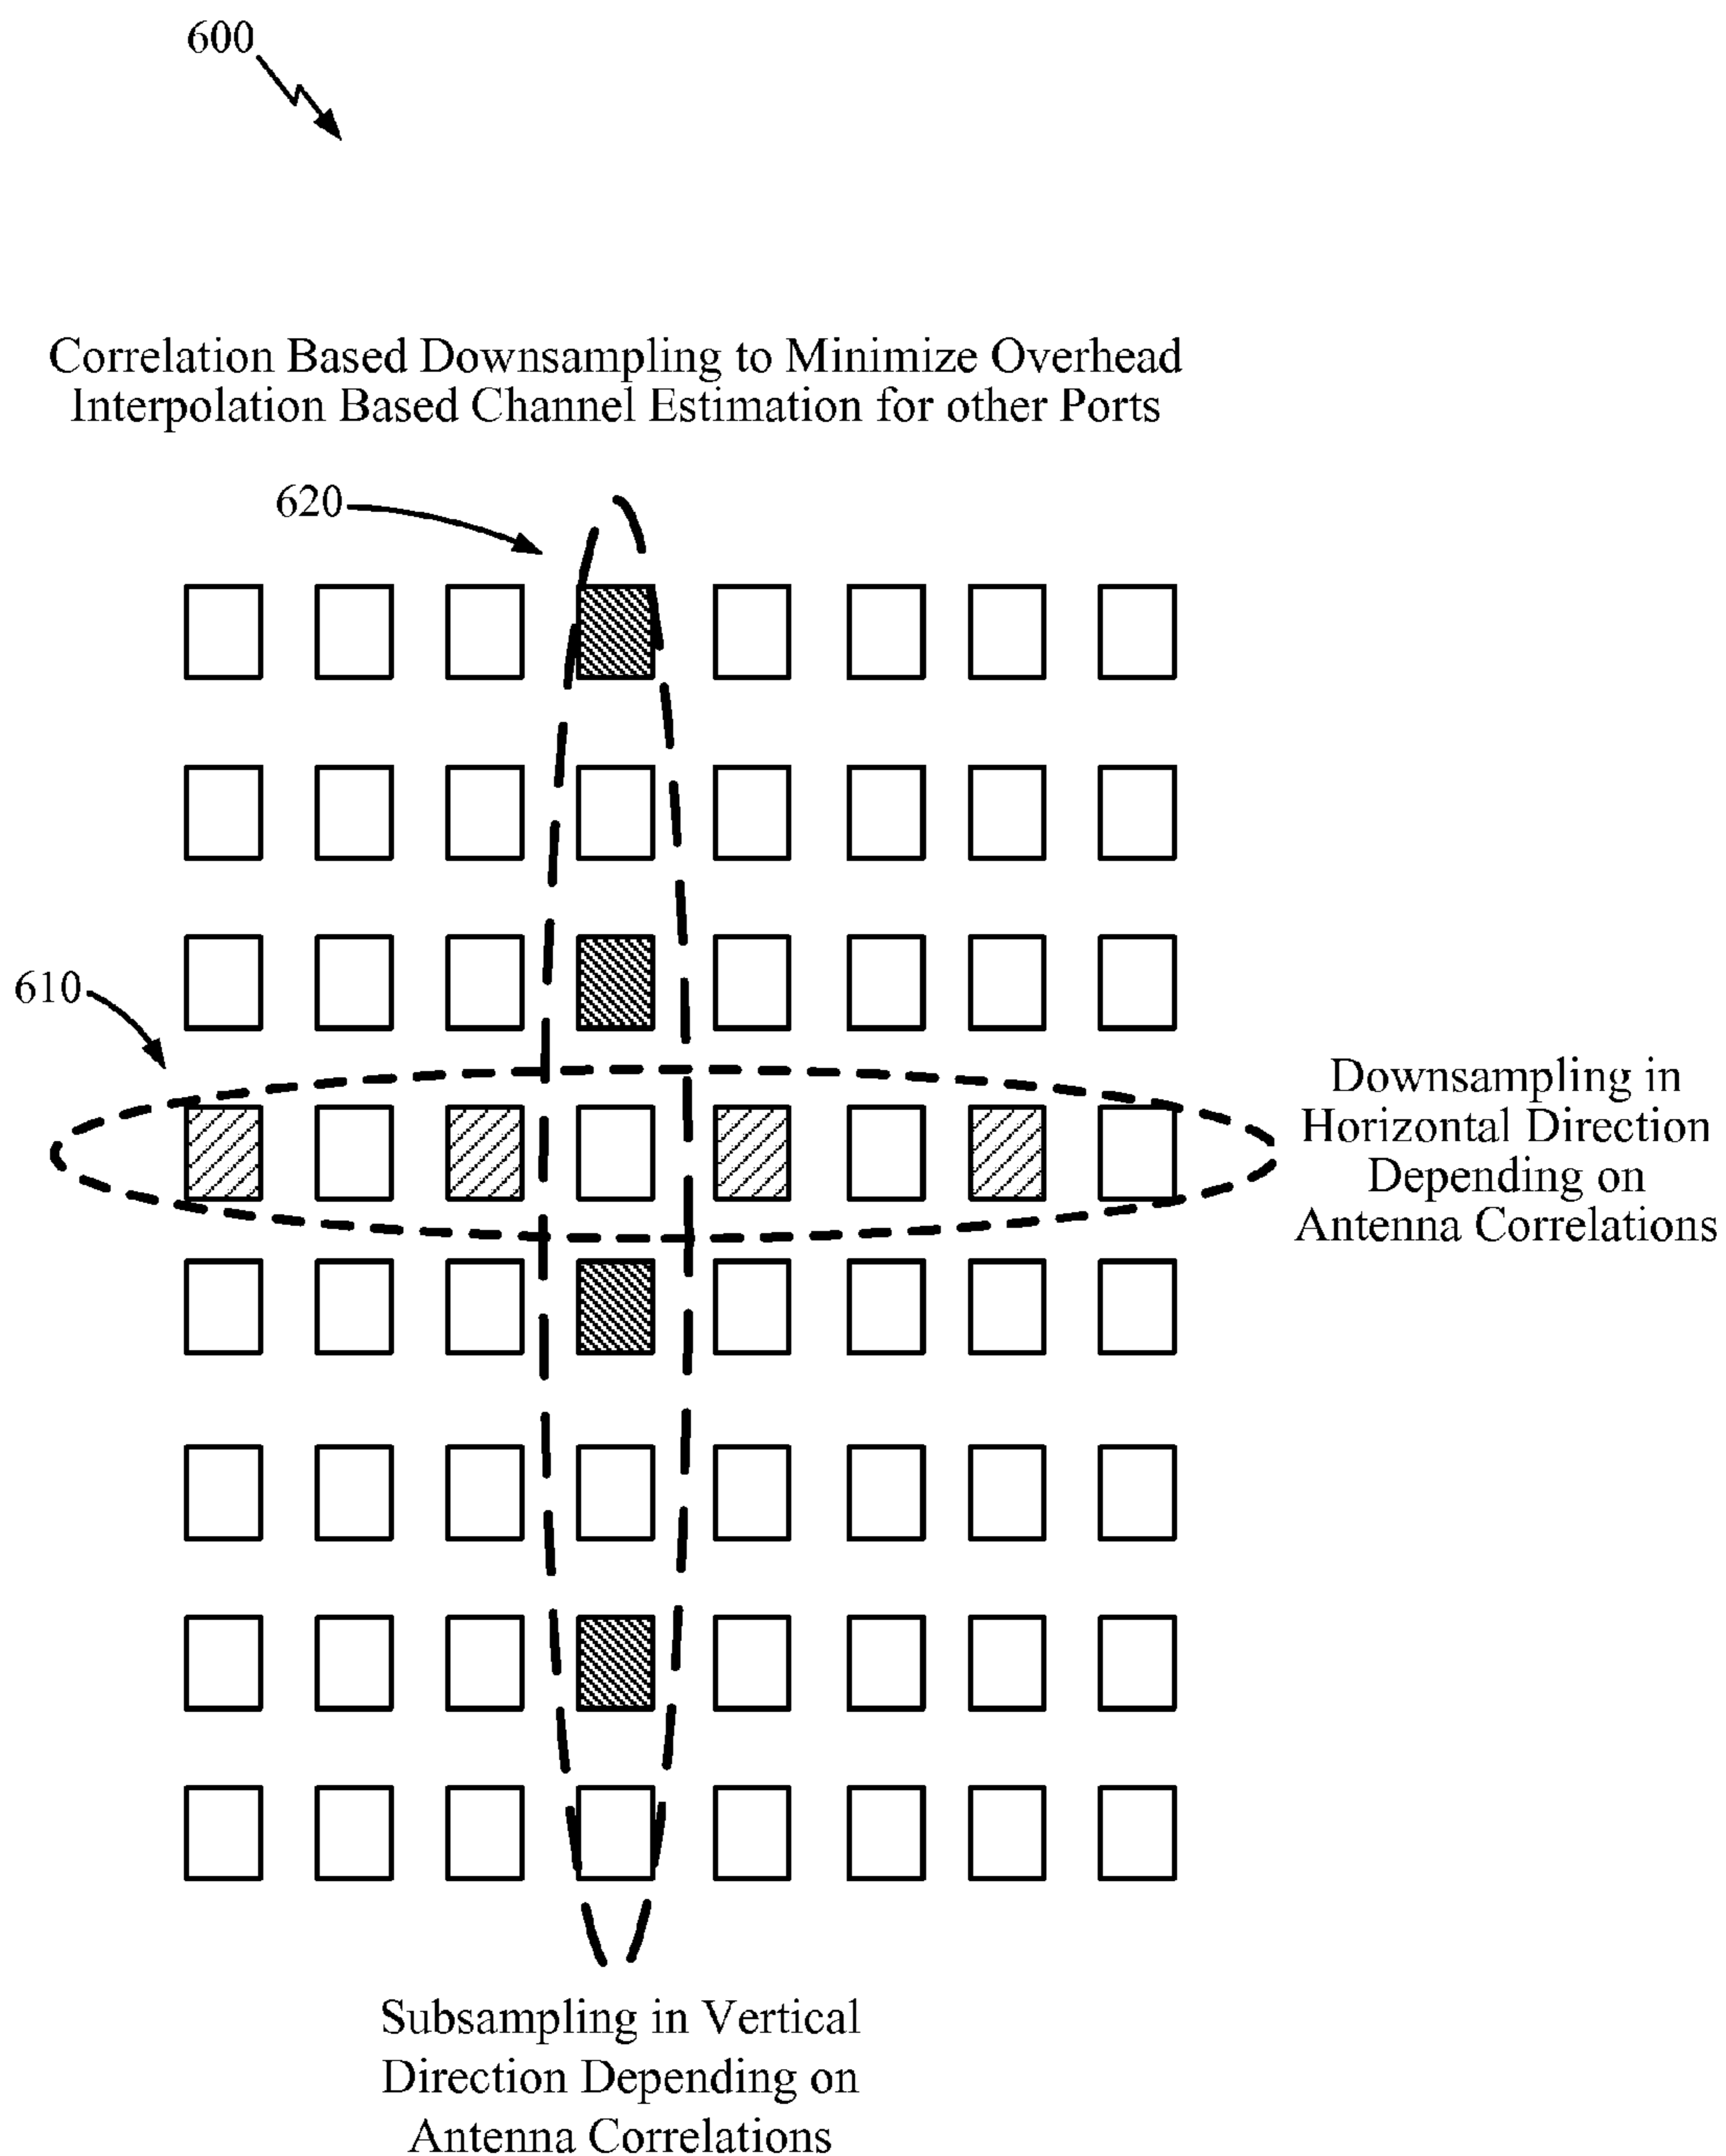 600
Correlation Based Downsampling to Minimize Overhead
Interpolation Based Channel Estimation for other Ports
620
610
Downsampling in
Horizontal Direction
Depending on
Antenna Correlations
Subsampling in Vertical
Direction Depending on
Antenna Correlations